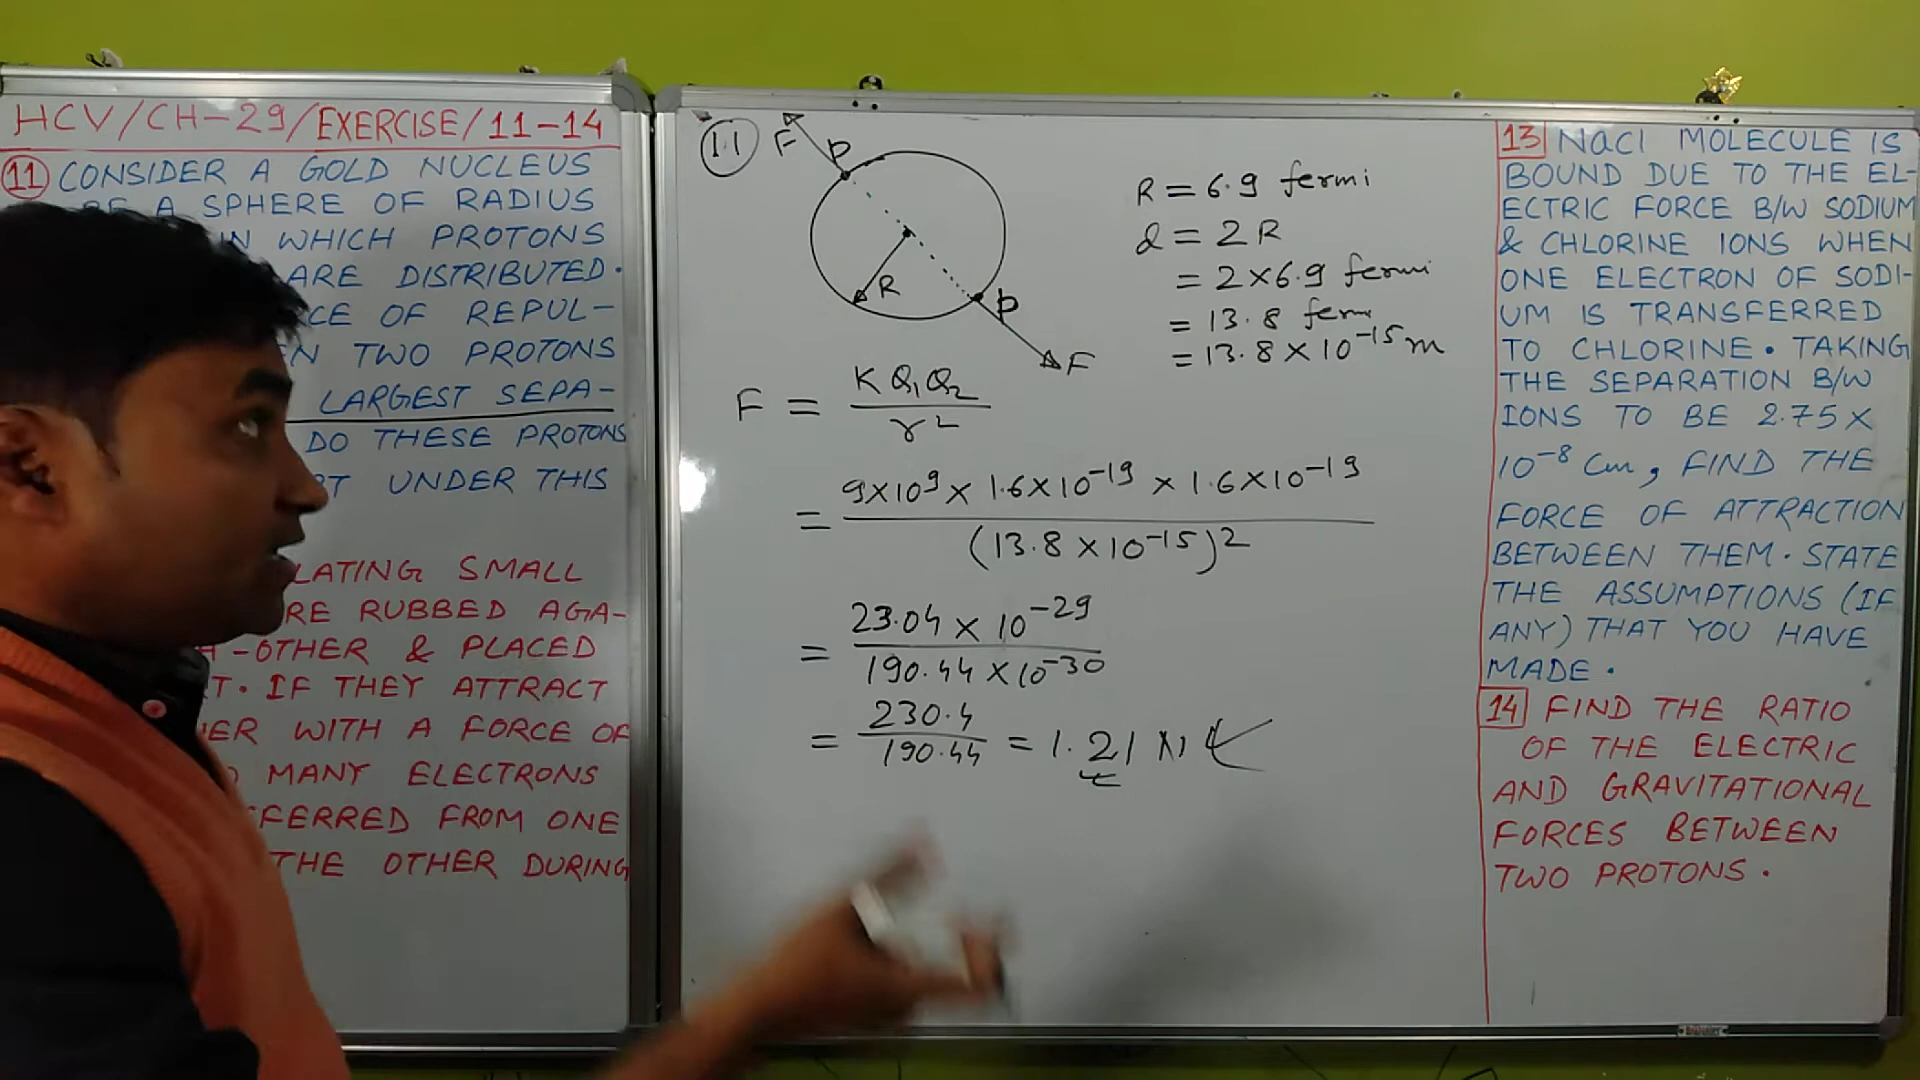 HCV/CH-29/EXERCISE/11-14
11 CONSIDER A GOLD NUCLEUS
A SPHERE OF RADIUS
IN WHICH PROTONS
ARE DISTRIBUTED.
OF REPUL-
TWO PROTONS
LARGEST SEPA-
DO THESE PROTONS
UNDER THIS
SMALL
RUBBED AGA-
-OTHER & PLACED
. IF THEY ATTRACT
WITH A FORCE OF
MANY ELECTRONS
FROM ONE
THE OTHER DURING
11
F
P
R
P
F
R = 6.9 fermi
d = 2R
= 2×6.9 fermi
= 13.8 fermi
= 13.8 × 10^-15 m
F = K Q1 Q2 / r^2
= 9×10^9 × 1.6×10^-19 × 1.6×10^-19 / (13.8 × 10^-15)^2
= 23.04 × 10^-29 / 190.44 × 10^-30
= 230.4 / 190.44 = 1.21 N
13 NaCl MOLECULE IS
BOUND DUE TO THE EL-
ECTRIC FORCE B/W SODIUM
& CHLORINE IONS WHEN
ONE ELECTRON OF SODI-
UM IS TRANSFERRED
TO CHLORINE. TAKING
THE SEPARATION B/W
IONS TO BE 2.75×
10^-8 Cm, FIND THE
FORCE OF ATTRACTION
BETWEEN THEM. STATE
THE ASSUMPTIONS (IF
ANY) THAT YOU HAVE
MADE.
14 FIND THE RATIO
OF THE ELECTRIC
AND GRAVITATIONAL
FORCES BETWEEN
TWO PROTONS.